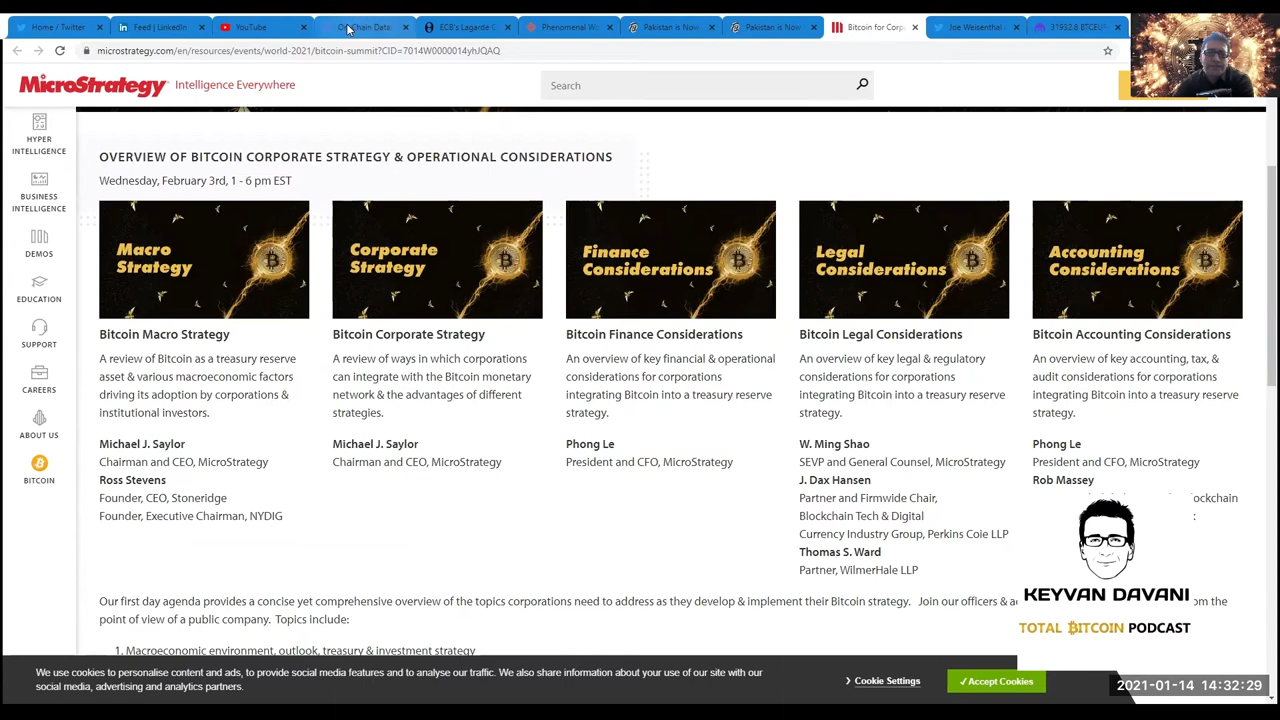 Home / Twitter
Feed | LinkedIn
YouTube
On-Chain Data:
ECB's Lagarde C
Phenomenal Wo
Pakistan is Now
Pakistan is Now
Bitcoin for Corp
Joe Weisenthal
31932.8 BTCEU
microstrategy.com/en/resources/events/world-2021/bitcoin-summit?CID=7014W0000014yhJQAQ
MicroStrategy Intelligence Everywhere
Search
HYPER
INTELLIGENCE
BUSINESS
INTELLIGENCE
DEMOS
EDUCATION
SUPPORT
CAREERS
ABOUT US
BITCOIN
OVERVIEW OF BITCOIN CORPORATE STRATEGY & OPERATIONAL CONSIDERATIONS
Wednesday, February 3rd, 1 - 6 pm EST
Macro
Strategy
Bitcoin Macro Strategy
A review of Bitcoin as a treasury reserve
asset & various macroeconomic factors
driving its adoption by corporations &
institutional investors.
Michael J. Saylor
Chairman and CEO, MicroStrategy
Ross Stevens
Founder, CEO, Stoneridge
Founder, Executive Chairman, NYDIG
Corporate
Strategy
Bitcoin Corporate Strategy
A review of ways in which corporations
can integrate with the Bitcoin monetary
network & the advantages of different
strategies.
Michael J. Saylor
Chairman and CEO, MicroStrategy
Finance
Considerations
Bitcoin Finance Considerations
An overview of key financial & operational
considerations for corporations
integrating Bitcoin into a treasury reserve
strategy.
Phong Le
President and CFO, MicroStrategy
Legal
Considerations
Bitcoin Legal Considerations
An overview of key legal & regulatory
considerations for corporations
integrating Bitcoin into a treasury reserve
strategy.
W. Ming Shao
SEVP and General Counsel, MicroStrategy
J. Dax Hansen
Partner and Firmwide Chair,
Blockchain Tech & Digital
Currency Industry Group, Perkins Coie LLP
Thomas S. Ward
Partner, WilmerHale LLP
Accounting
Considerations
Bitcoin Accounting Considerations
An overview of key accounting, tax, &
audit considerations for corporations
integrating Bitcoin into a treasury reserve
strategy.
Phong Le
President and CFO, MicroStrategy
Rob Massey
ockchain
Our first day agenda provides a concise yet comprehensive overview of the topics corporations need to address as they develop & implement their Bitcoin strategy. Join our officers & a om the
point of view of a public company. Topics include:
1. Macroeconomic environment, outlook, treasury & investment strategy
KEYVAN DAVANI
TOTAL ₿ITCOIN PODCAST
We use cookies to personalise content and ads, to provide social media features and to analyse our traffic. We also share information about your use of our site with our
social media, advertising and analytics partners.
Cookie Settings
✓Accept Cookies
2021-01-14 14:32:29